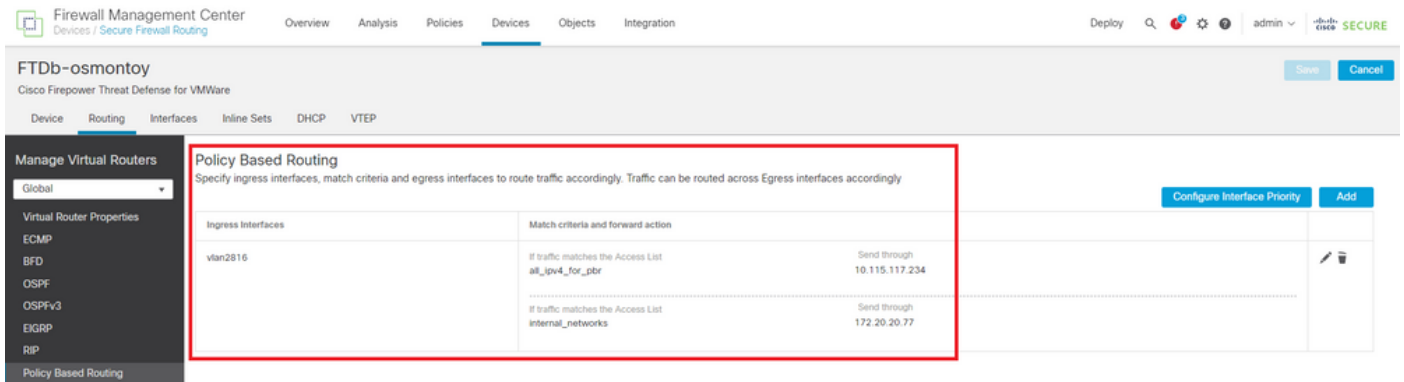 Firewall Management Center
Devices / Secure Firewall Routing
Overview Analysis Policies Devices Objects Integration
Deploy admin CISCO SECURE
FTDb-osmontoy
Cisco Firepower Threat Defense for VMWare
Save Cancel
Device Routing Interfaces Inline Sets DHCP VTEP
Manage Virtual Routers
Global
Virtual Router Properties
ECMP
BFD
OSPF
OSPFv3
EIGRP
RIP
Policy Based Routing
Policy Based Routing
Specify ingress interfaces, match criteria and egress interfaces to route traffic accordingly. Traffic can be routed across Egress interfaces accordingly
Configure Interface Priority Add
Ingress Interfaces Match criteria and forward action
vlan2816 If traffic matches the Access List Send through
all_ipv4_for_pbr 10.115.117.234
If traffic matches the Access List Send through
internal_networks 172.20.20.77